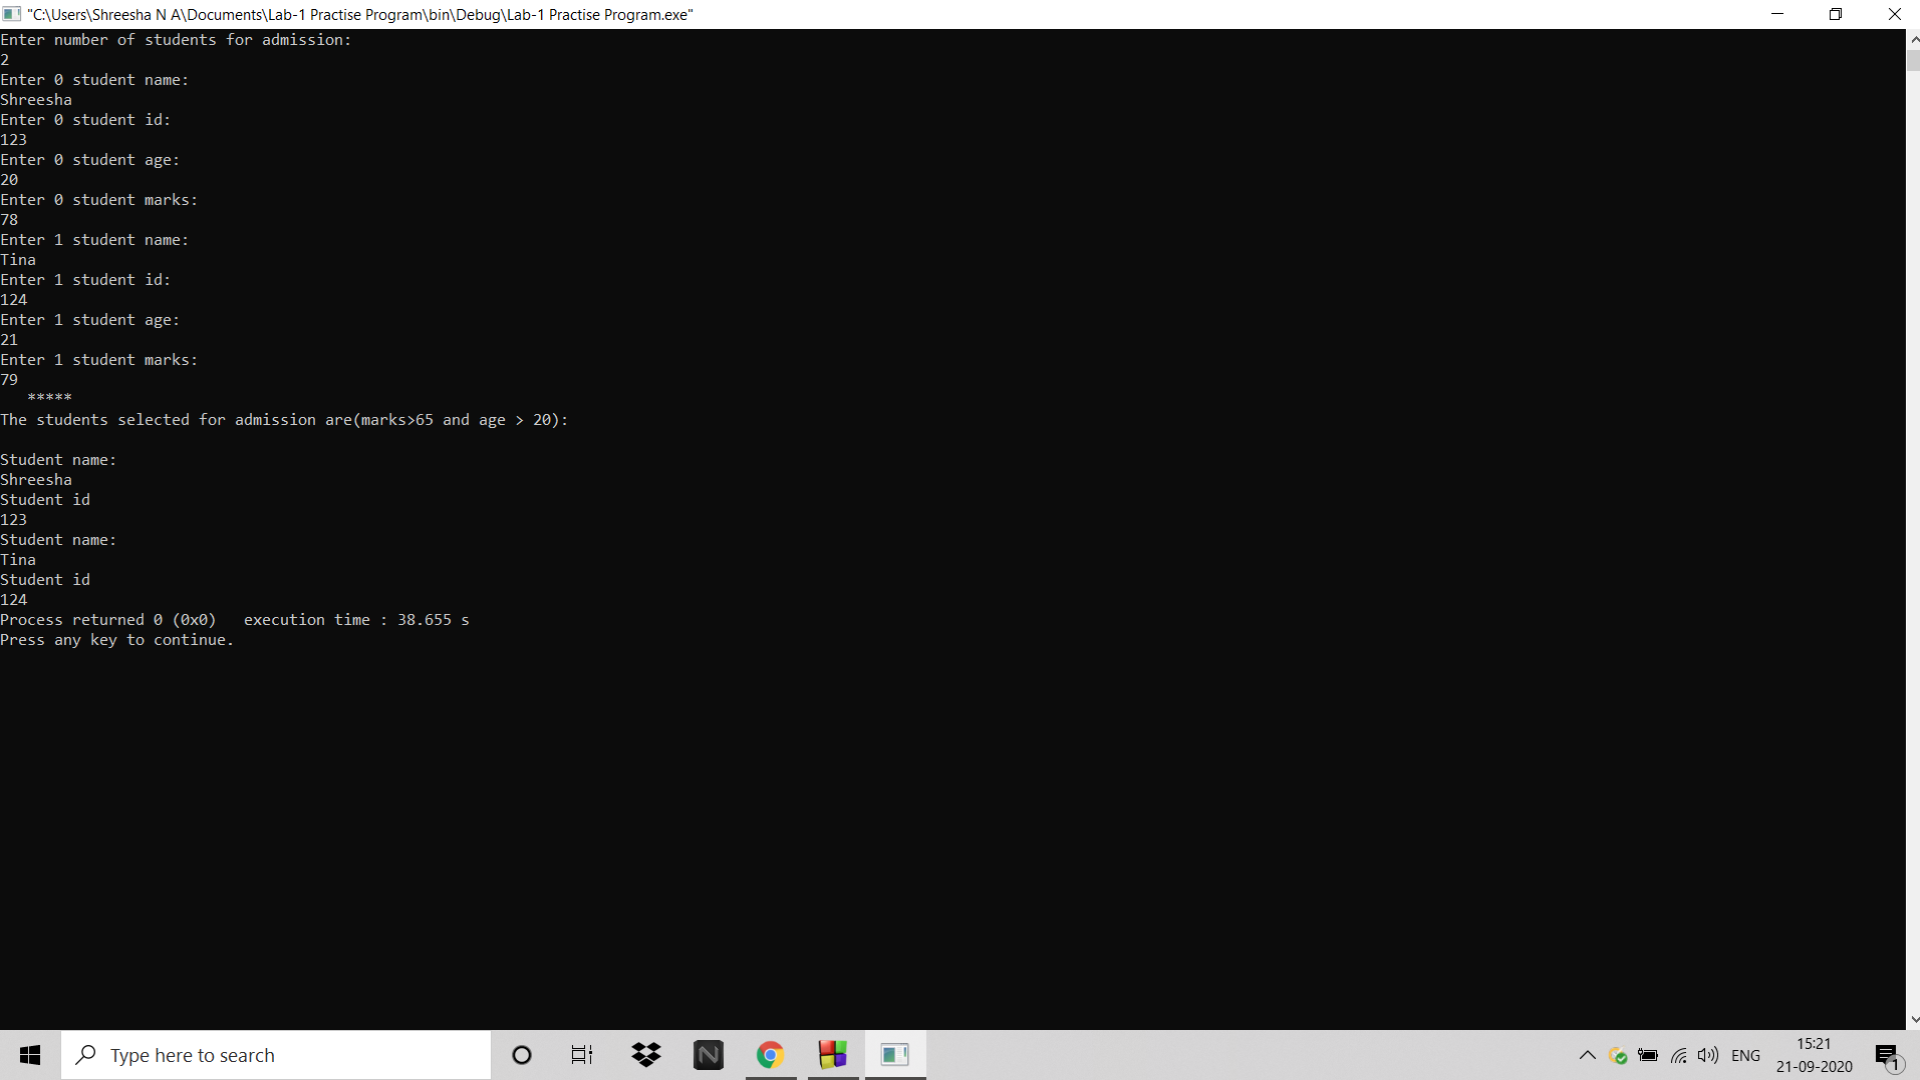 "C:\Users\Shreesha N A\Documents\Lab-1 Practise Program\bin\Debug\Lab-1 Practise Program.exe"
Enter number of students for admission:
2
Enter 0 student name:
Shreesha
Enter 0 student id:
123
Enter 0 student age:
20
Enter 0 student marks:
78
Enter 1 student name:
Tina
Enter 1 student id:
124
Enter 1 student age:
21
Enter 1 student marks:
79
*****
The students selected for admission are(marks>65 and age > 20):
Student name:
Shreesha
Student id
123
Student name:
Tina
Student id
124
Process returned 0 (0x0)   execution time : 38.655 s
Press any key to continue.
Type here to search
N
ENG
15:21
21-09-2020
1